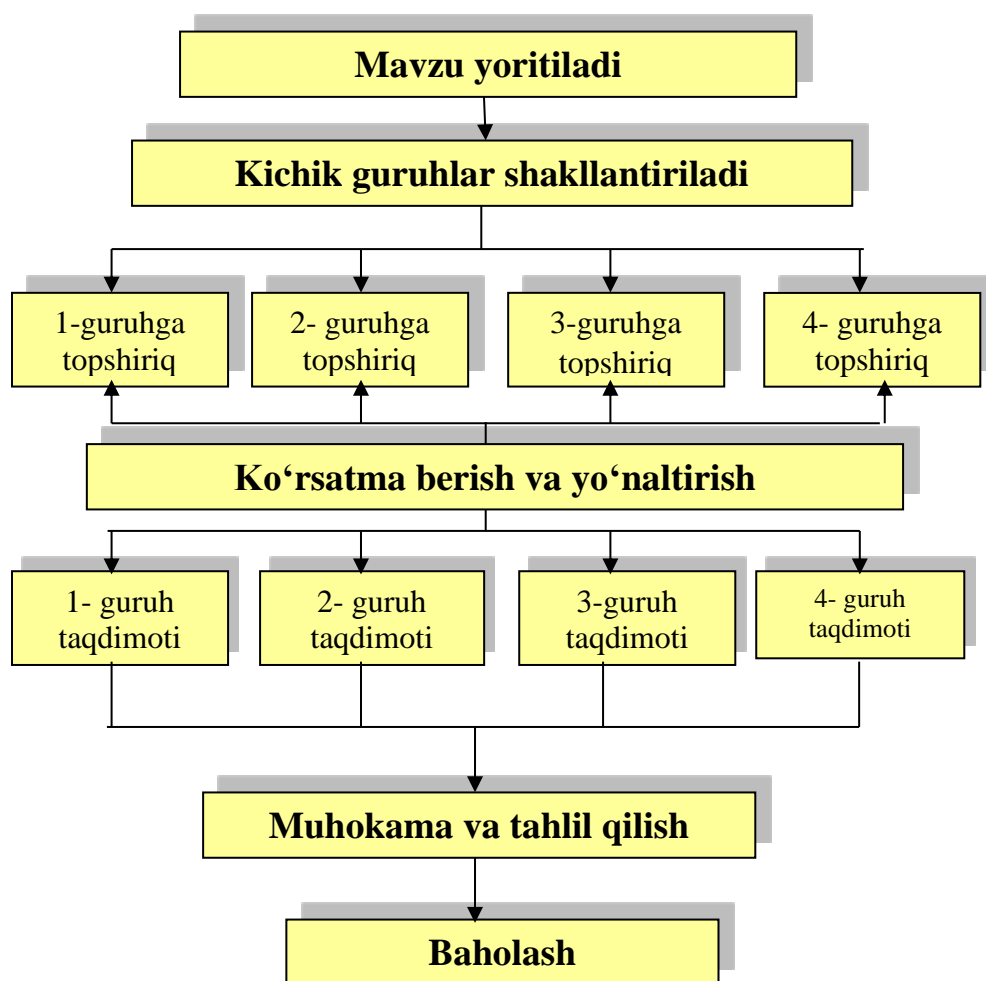 Mavzu yoritiladi
Kichik guruhlar shakllantiriladi
1-guruhga
topshiriq
2- guruhga
topshiriq
3-guruhga
topshiriq
4- guruhga
topshiriq
Ko‘rsatma berish va yo‘naltirish
1- guruh
taqdimoti
2- guruh
taqdimoti
3-guruh
taqdimoti
4- guruh
taqdimoti
Muhokama va tahlil qilish
Baholash